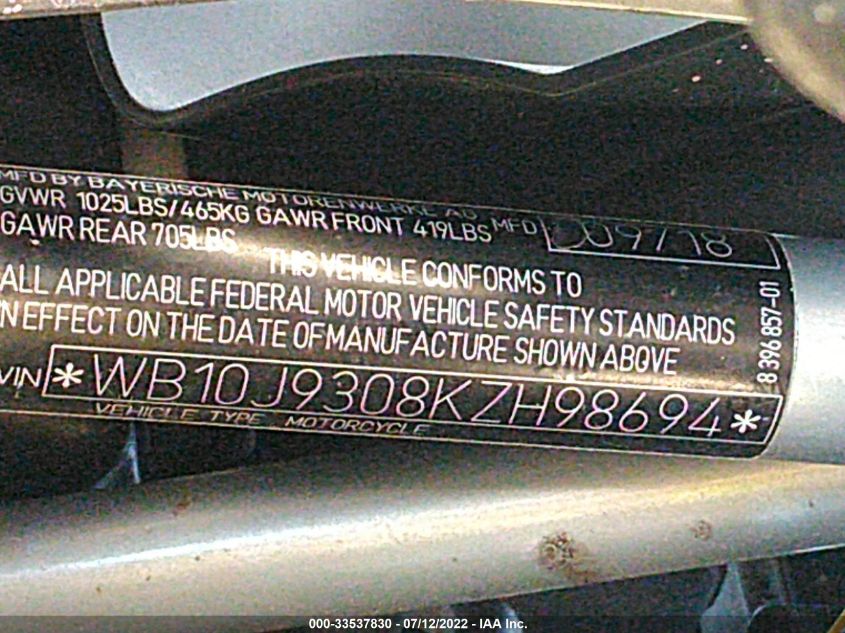 MFD BY BAYERISCHE MOTORENWERKE AG MFD D09/18
GVWR 1025LBS/465KG GAWR FRONT 419LBS
GAWR REAR 705LBS
THIS VEHICLE CONFORMS TO
ALL APPLICABLE FEDERAL MOTOR VEHICLE SAFETY STANDARDS
N EFFECT ON THE DATE OF MANUFACTURE SHOWN ABOVE
8 396 857-01
VIN *WB10J9308KZH98694*
VEHICLE TYPE MOTORCYCLE
000-33537830 - 07/12/2022 - IAA Inc.